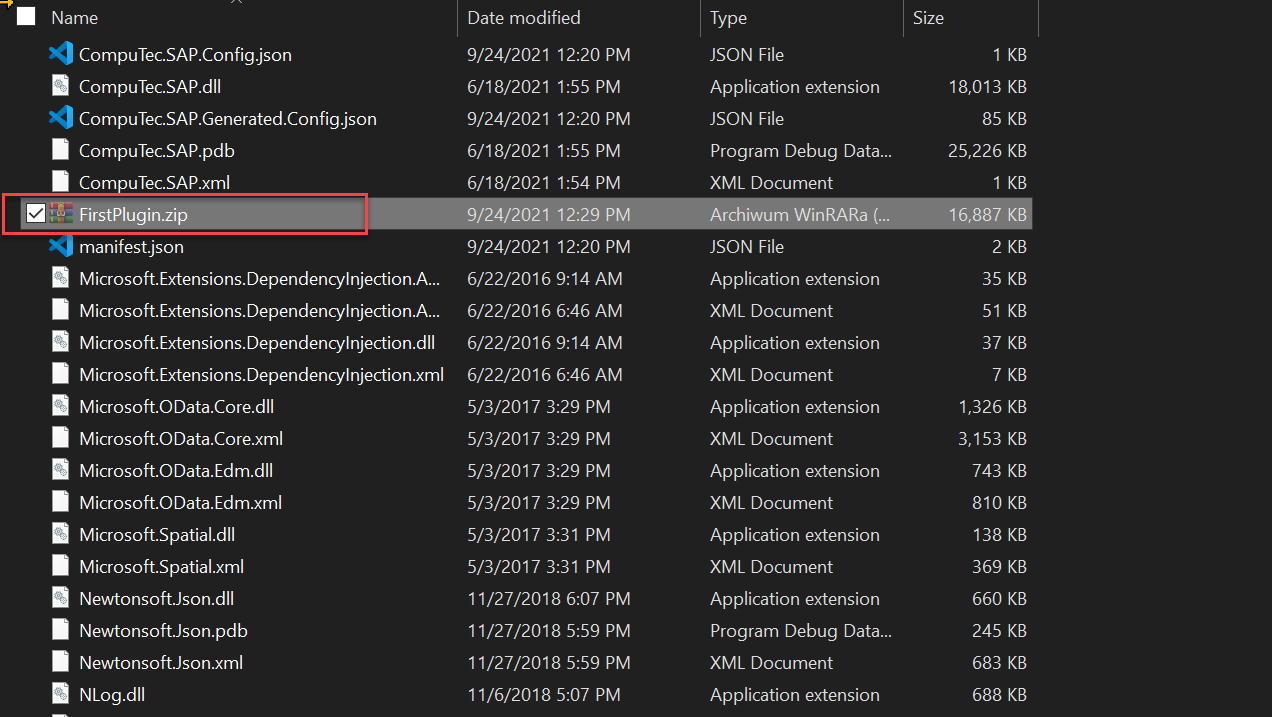 Name Date modified Type Size
CompuTec.SAP.Config.json 9/24/2021 12:20 PM JSON File 1 KB
CompuTec.SAP.dll 6/18/2021 1:55 PM Application extension 18,013 KB
CompuTec.SAP.Generated.Config.json 9/24/2021 12:20 PM JSON File 85 KB
CompuTec.SAP.pdb 6/18/2021 1:55 PM Program Debug Data... 25,226 KB
CompuTec.SAP.xml 6/18/2021 1:54 PM XML Document 1 KB
FirstPlugin.zip 9/24/2021 12:29 PM Archiwum WinRARa (... 16,887 KB
manifest.json 9/24/2021 12:20 PM JSON File 2 KB
Microsoft.Extensions.DependencyInjection.A... 6/22/2016 9:14 AM Application extension 35 KB
Microsoft.Extensions.DependencyInjection.A... 6/22/2016 6:46 AM XML Document 51 KB
Microsoft.Extensions.DependencyInjection.dll 6/22/2016 9:14 AM Application extension 37 KB
Microsoft.Extensions.DependencyInjection.xml 6/22/2016 6:46 AM XML Document 7 KB
Microsoft.OData.Core.dll 5/3/2017 3:29 PM Application extension 1,326 KB
Microsoft.OData.Core.xml 5/3/2017 3:29 PM XML Document 3,153 KB
Microsoft.OData.Edm.dll 5/3/2017 3:29 PM Application extension 743 KB
Microsoft.OData.Edm.xml 5/3/2017 3:29 PM XML Document 810 KB
Microsoft.Spatial.dll 5/3/2017 3:31 PM Application extension 138 KB
Microsoft.Spatial.xml 5/3/2017 3:31 PM XML Document 369 KB
Newtonsoft.Json.dll 11/27/2018 6:07 PM Application extension 660 KB
Newtonsoft.Json.pdb 11/27/2018 5:59 PM Program Debug Data... 245 KB
Newtonsoft.Json.xml 11/27/2018 5:59 PM XML Document 683 KB
NLog.dll 11/6/2018 5:07 PM Application extension 688 KB